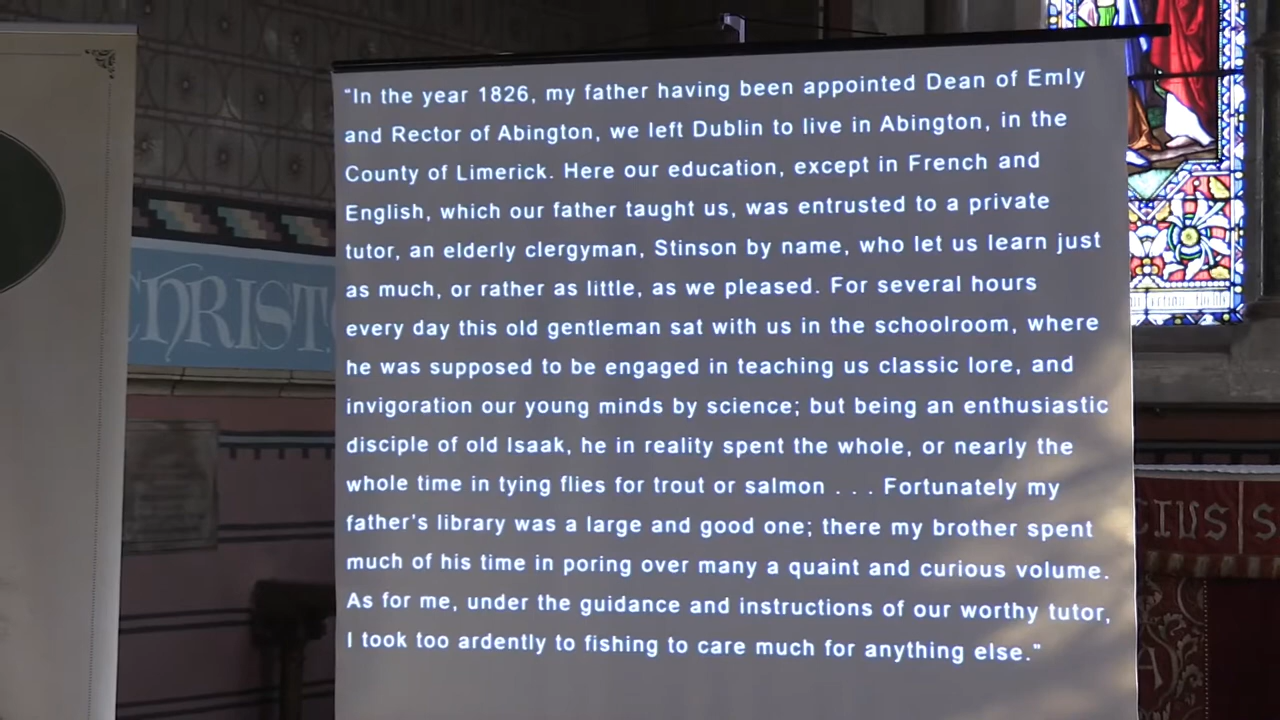 “In the year 1826, my father having been appointed Dean of Emly
and Rector of Abington, we left Dublin to live in Abington, in the
County of Limerick. Here our education, except in French and
English, which our father taught us, was entrusted to a private
tutor, an elderly clergyman, Stinson by name, who let us learn just
as much, or rather as little, as we pleased. For several hours
every day this old gentleman sat with us in the schoolroom, where
he was supposed to be engaged in teaching us classic lore, and
invigoration our young minds by science; but being an enthusiastic
disciple of old Isaak, he in reality spent the whole, or nearly the
whole time in tying flies for trout or salmon . . . Fortunately my
father’s library was a large and good one; there my brother spent
much of his time in poring over many a quaint and curious volume.
As for me, under the guidance and instructions of our worthy tutor,
I took too ardently to fishing to care much for anything else.”
CHRIST
CIUS S